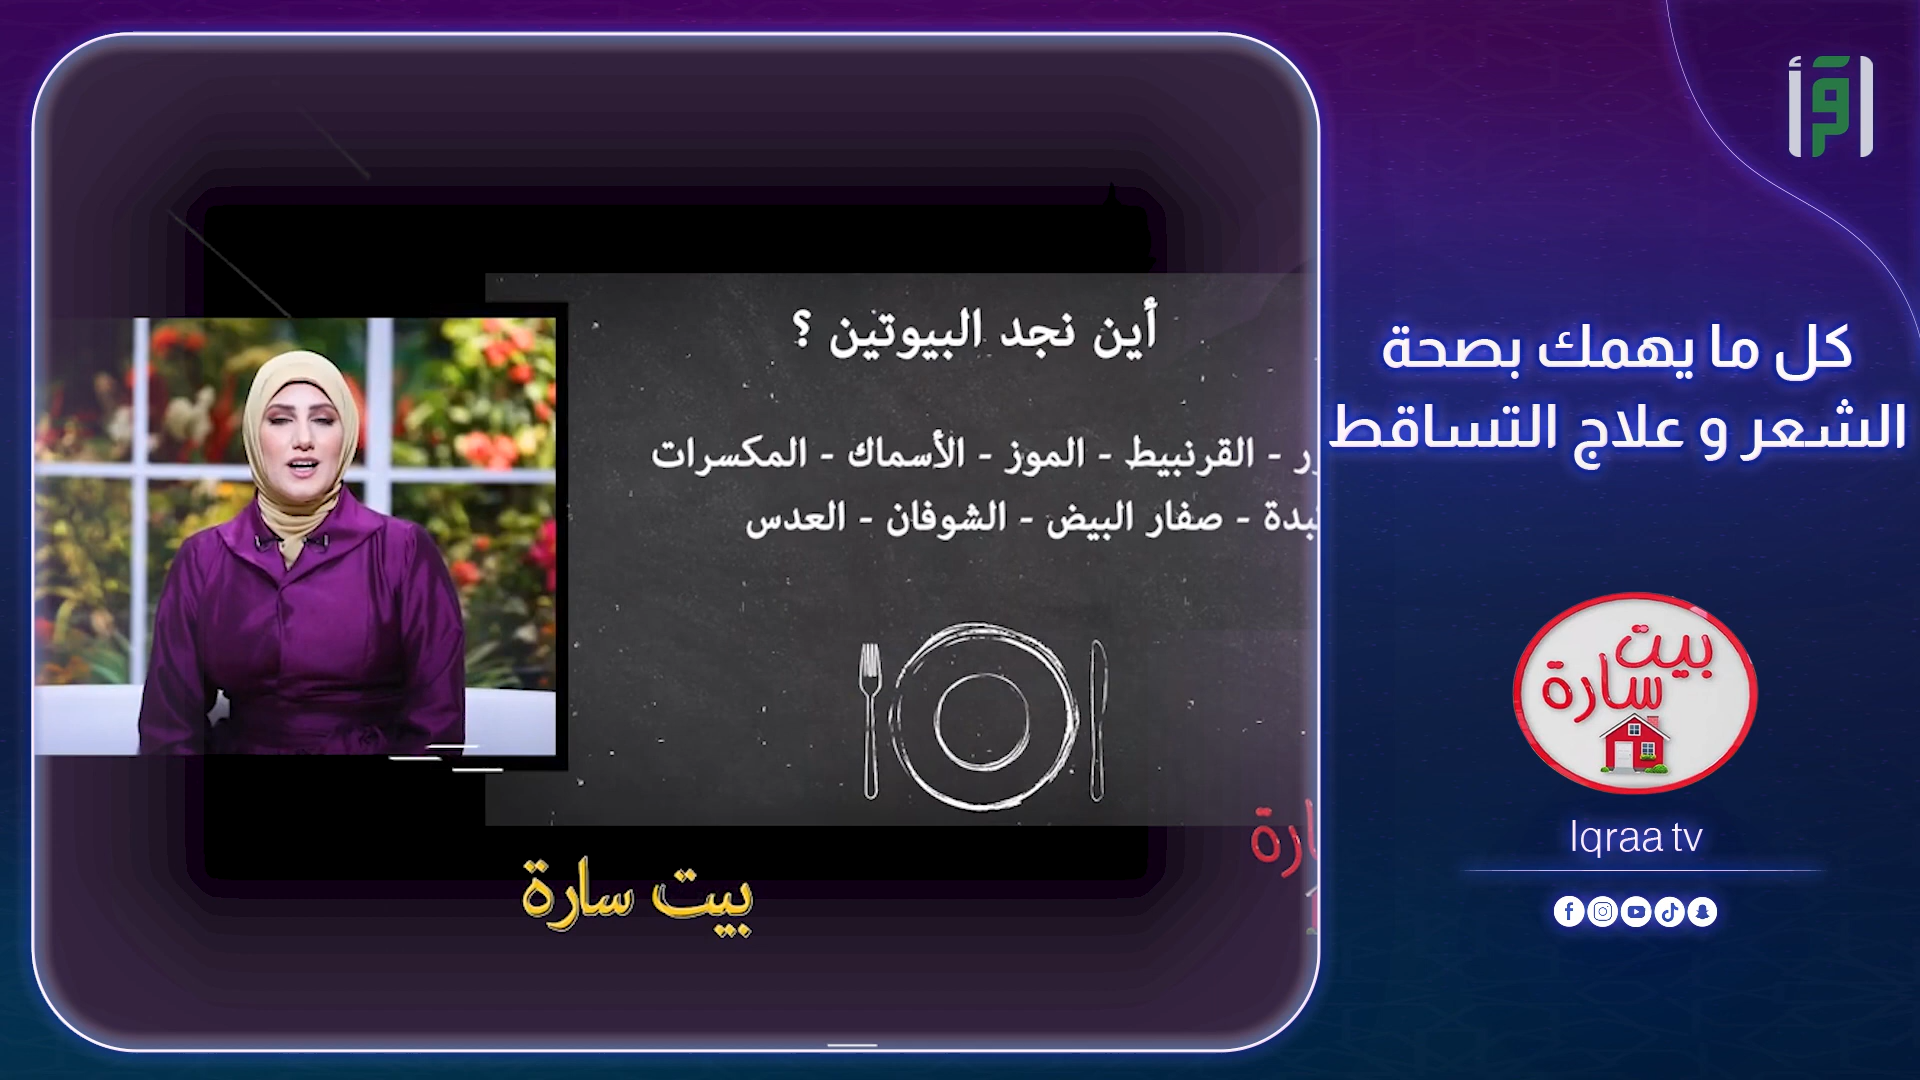 اقرأ
كل ما يهمك بصحة
الشعر و علاج التساقط
أين نجد البيوتين ؟
- القرنبيط - الموز - الأسماك - المكسرات
- صفار البيض - الشوفان - العدس
بيت سارة
بيت
سارة
Iqraa tv